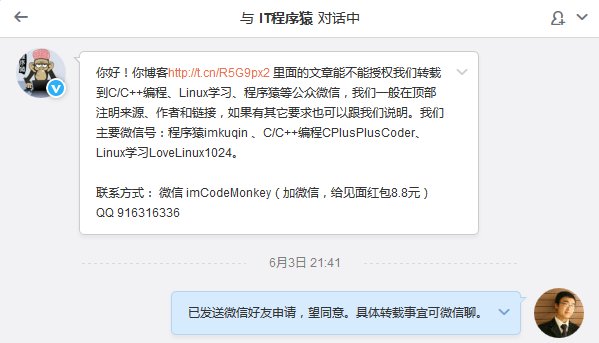 与 IT程序猿 对话中
你好！你博客http://t.cn/R5G9px2 里面的文章能不能授权我们转载
到C/C++编程、Linux学习、程序猿等公众微信，我们一般在顶部
注明来源、作者和链接，如果有其它要求也可以跟我们说明。我们
主要微信号：程序猿imkuqin 、C/C++编程CPlusPlusCoder、
Linux学习LoveLinux1024。
联系方式： 微信 imCodeMonkey（加微信，给见面红包8.8元）
QQ 916316336
6月3日 21:41
已发送微信好友申请，望同意。具体转载事宜可微信聊。